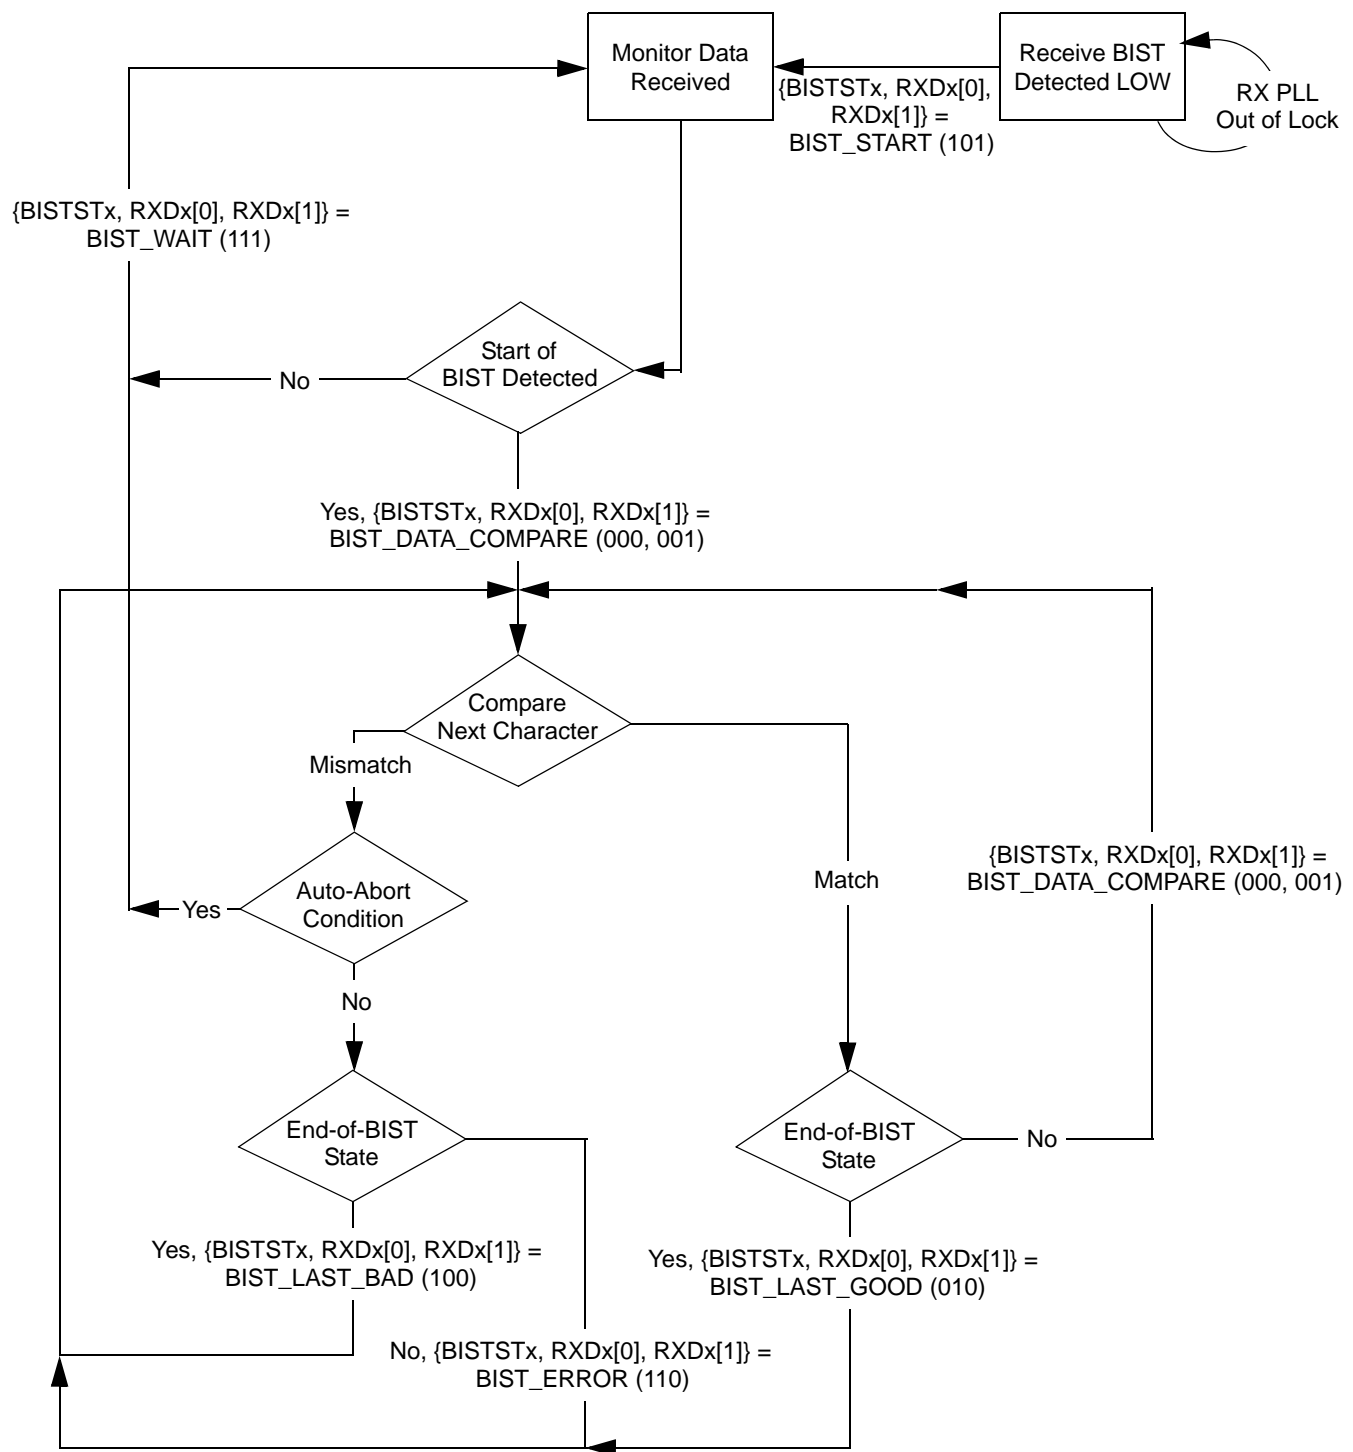 Monitor Data
Received
Receive BIST
Detected LOW
RX PLL
Out of Lock
{BISTSTx, RXDx[0],
RXDx[1]} =
BIST_START (101)
{BISTSTx, RXDx[0], RXDx[1]} =
BIST_WAIT (111)
Start of
BIST Detected
No
Yes, {BISTSTx, RXDx[0], RXDx[1]} =
BIST_DATA_COMPARE (000, 001)
Compare
Next Character
Mismatch
Match
{BISTSTx, RXDx[0], RXDx[1]} =
BIST_DATA_COMPARE (000, 001)
Auto-Abort
Condition
Yes
No
End-of-BIST
State
End-of-BIST
State
No
Yes, {BISTSTx, RXDx[0], RXDx[1]} =
BIST_LAST_BAD (100)
Yes, {BISTSTx, RXDx[0], RXDx[1]} =
BIST_LAST_GOOD (010)
No, {BISTSTx, RXDx[0], RXDx[1]} =
BIST_ERROR (110)